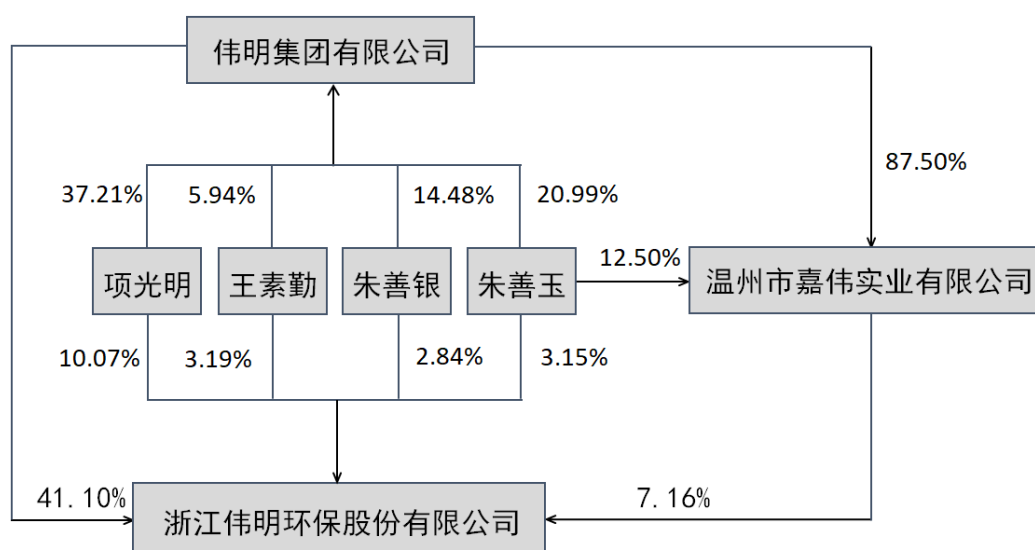 伟明集团有限公司
37.21%
5.94%
14.48%
20.99%
87.50%
项光明
王素勤
朱善银
朱善玉
12.50%
温州市嘉伟实业有限公司
10.07%
3.19%
2.84%
3.15%
41.10%
7.16%
浙江伟明环保股份有限公司